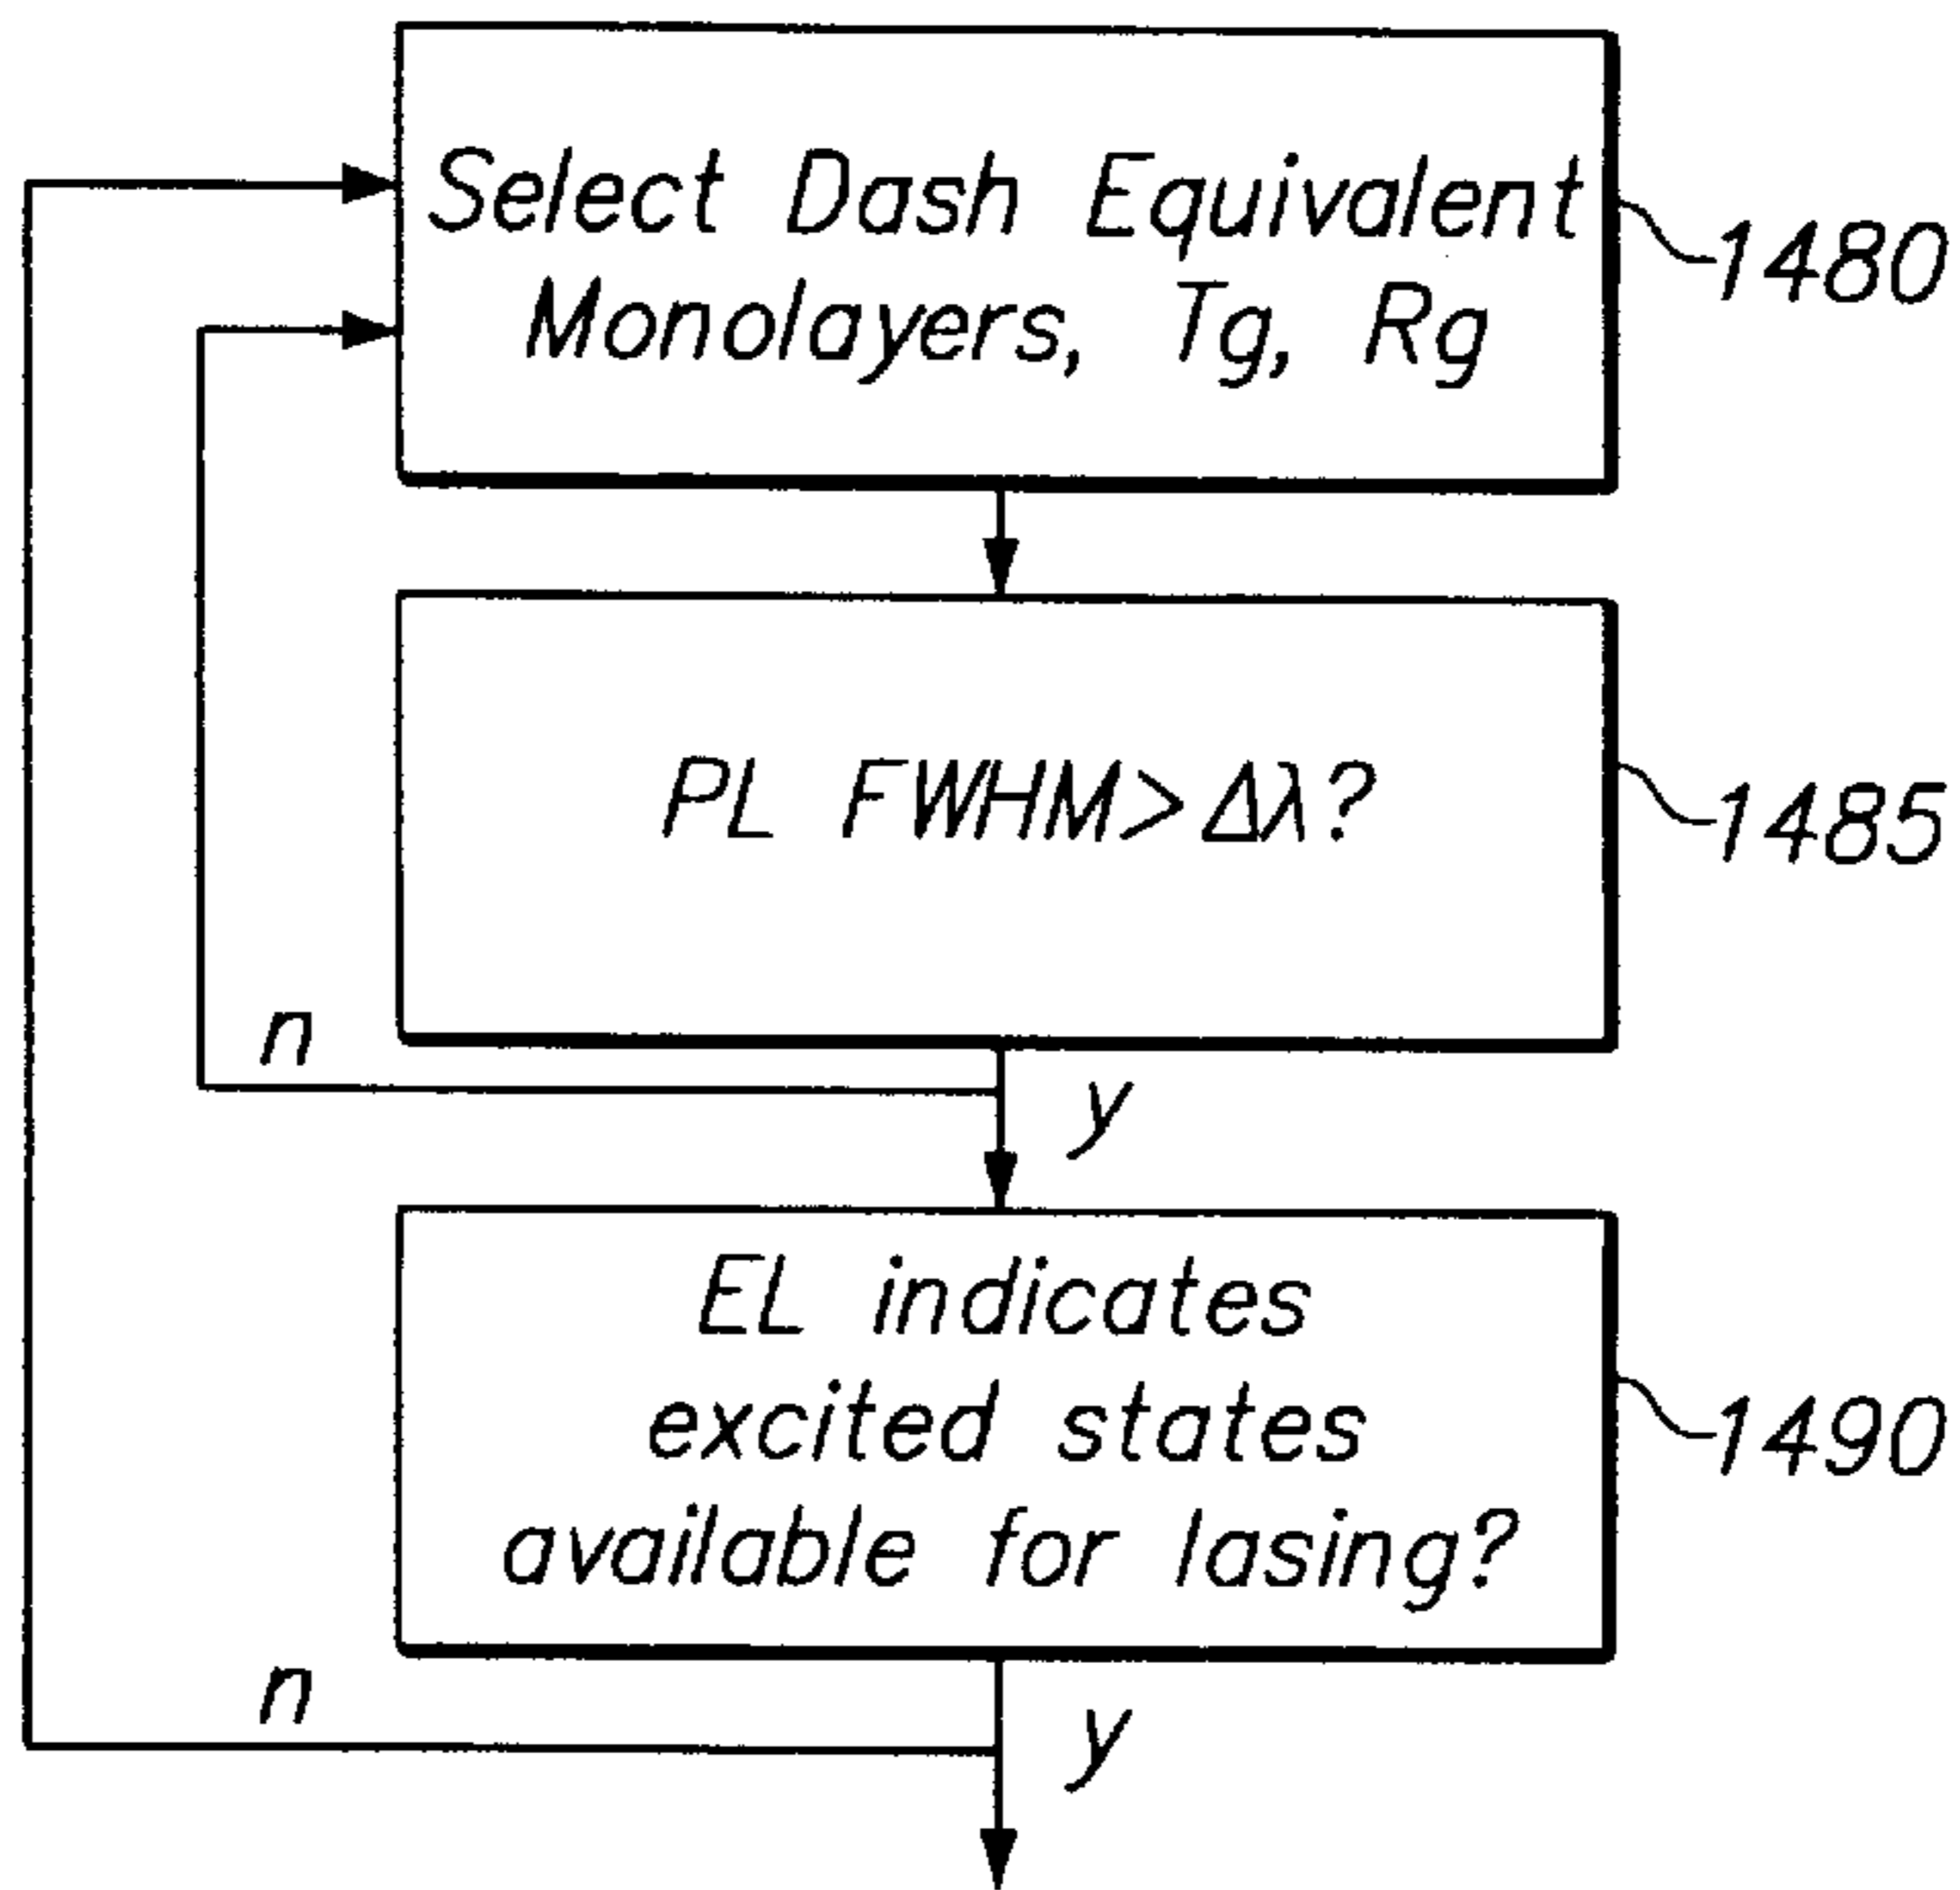 Select Dash Equivalent
Monolayers, Tg, Rg
1480
PL FWHM>Δλ?
1485
n
y
EL indicates
excited states
available for lasing?
1490
n
y